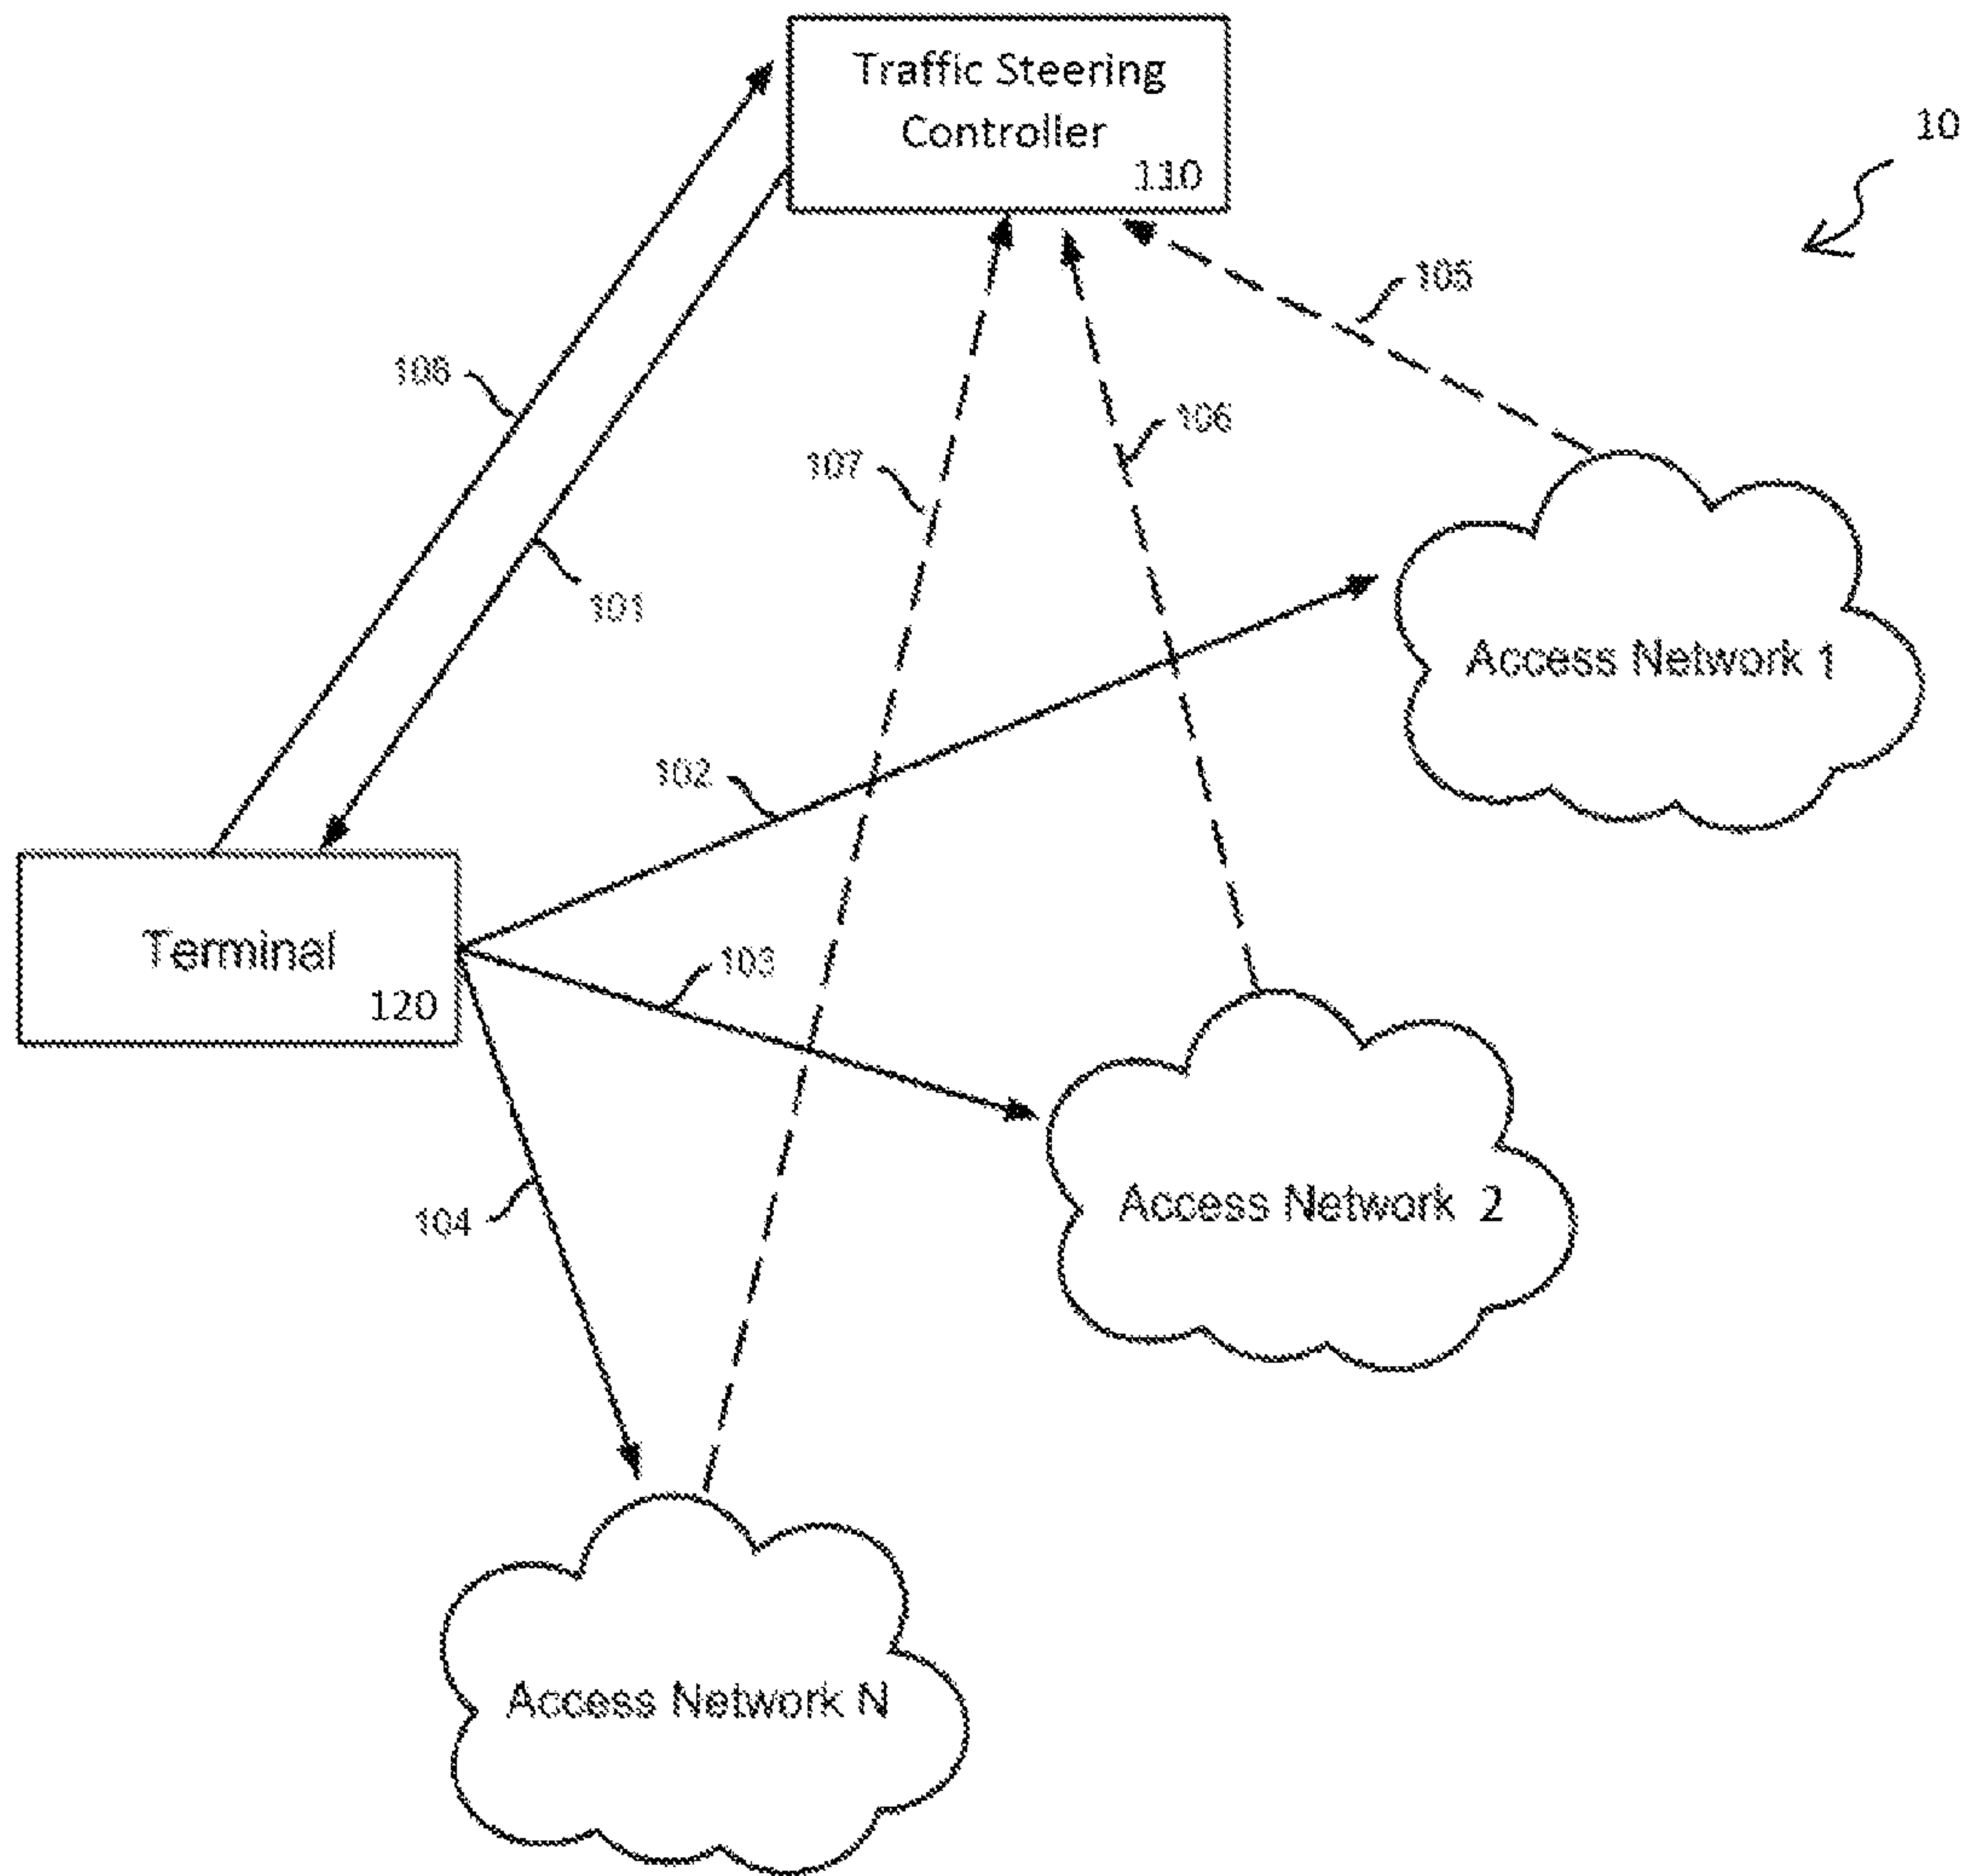 Traffic Steering
Controller
110
10
105
106
107
101
102
Access Network 1
Terminal
120
103
104
Access Network 2
Access Network N